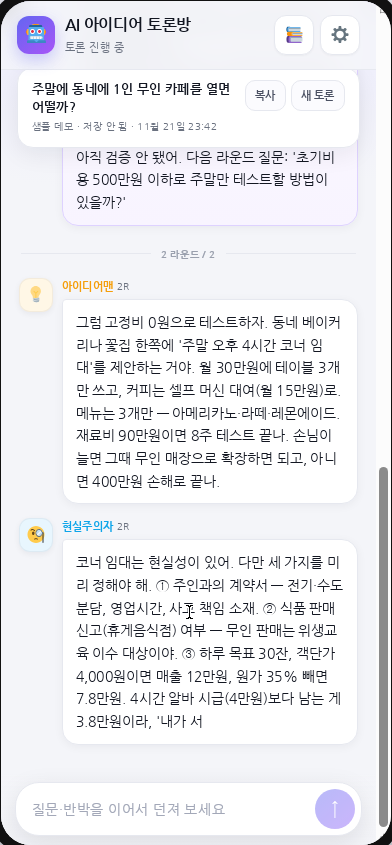 AI 아이디어 토론방
토론 진행 중
주말에 동네에 1인 무인 카페를 열면
어떨까?
샘플 데모 · 저장 안 됨 · 11월 21일 23:42
복사
새 토론
아직 검증 안 됐어. 다음 라운드 질문: '초기비
용 500만원 이하로 주말만 테스트할 방법이
있을까?'
2 라운드 / 2
아이디어맨 2R
그럼 고정비 0원으로 테스트하자. 동네 베이커
리나 꽃집 한쪽에 '주말 오후 4시간 코너 임
대'를 제안하는 거야. 월 30만원에 테이블 3개
만 쓰고, 커피는 셀프 머신 대여(월 15만원)로.
메뉴는 3개만 — 아메리카노·라떼·레몬에이드.
재료비 90만원이면 8주 테스트 끝나. 손님이
늘면 그때 무인 매장으로 확장하면 되고, 아니
면 400만원 손해로 끝나.
현실주의자 2R
코너 임대는 현실성이 있어. 다만 세 가지를 미
리 정해야 해. ① 주인과의 계약서 — 전기·수도
분담, 영업시간, 사고 책임 소재. ② 식품 판매
신고(휴게음식점) 여부 — 무인 판매는 위생교
육 이수 대상이야. ③ 하루 목표 30잔, 객단가
4,000원이면 매출 12만원, 원가 35% 빼면
7.8만원. 4시간 알바 시급(4만원)보다 남는 게
3.8만원이라, '내가 서
질문·반박을 이어서 던져 보세요